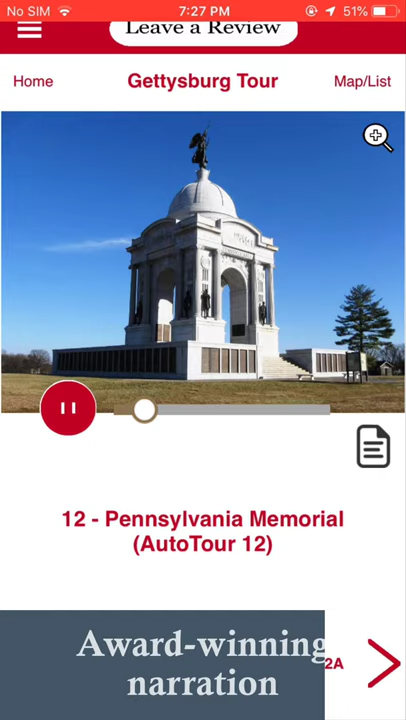 No SIM 7:27 PM 51%
Leave a Review
Home Gettysburg Tour Map/List
12 - Pennsylvania Memorial
(AutoTour 12)
Award-winning
narration
2A